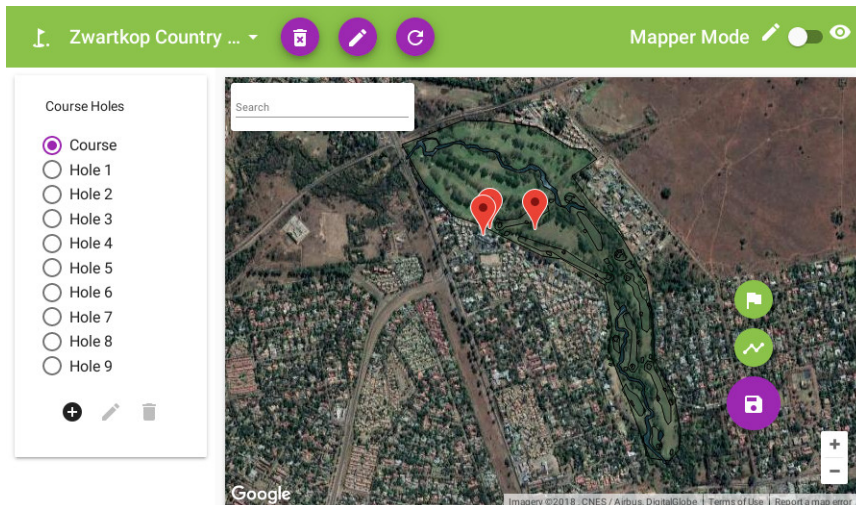 Zwartkop Country ...
Mapper Mode
Course Holes
Course
Hole 1
Hole 2
Hole 3
Hole 4
Hole 5
Hole 6
Hole 7
Hole 8
Hole 9
Search
+
−
Google
Imagery ©2018 , CNES / Airbus, DigitalGlobe | Terms of Use | Report a map error